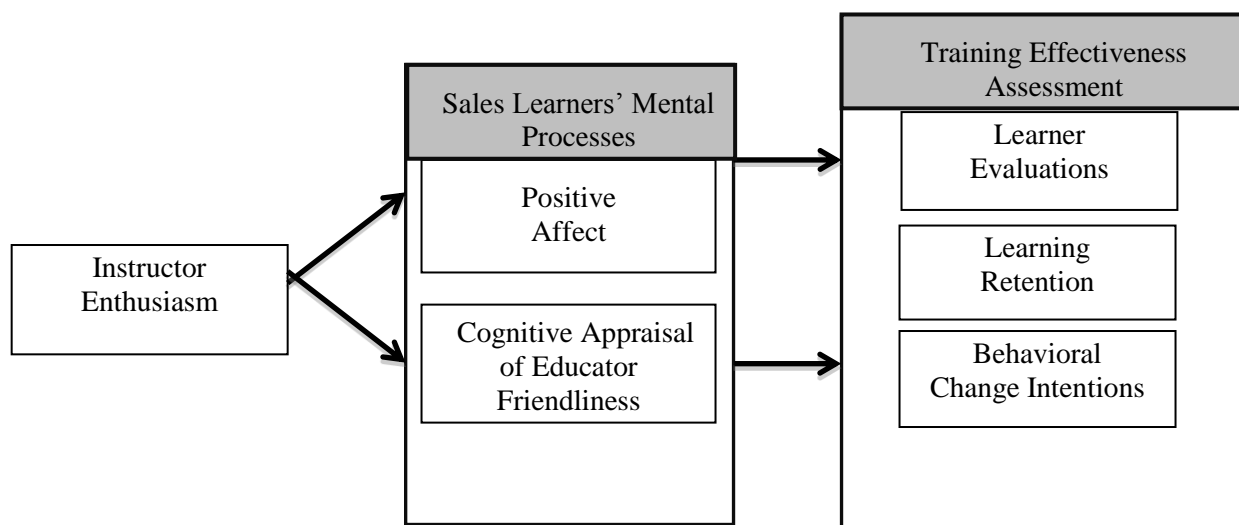 Instructor
Enthusiasm
Sales Learners’ Mental
Processes
Positive
Affect
Cognitive Appraisal
of Educator
Friendliness
Training Effectiveness
Assessment
Learner
Evaluations
Learning
Retention
Behavioral
Change Intentions